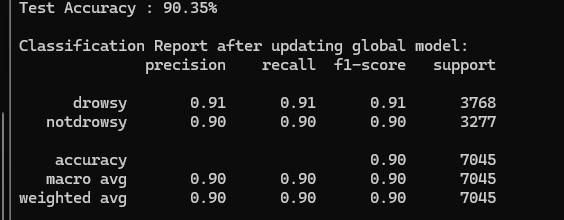 Test Accuracy : 90.35%
Classification Report after updating global model:
precision recall f1-score support
drowsy 0.91 0.91 0.91 3768
notdrowsy 0.90 0.90 0.90 3277
accuracy 0.90 7045
macro avg 0.90 0.90 0.90 7045
weighted avg 0.90 0.90 0.90 7045